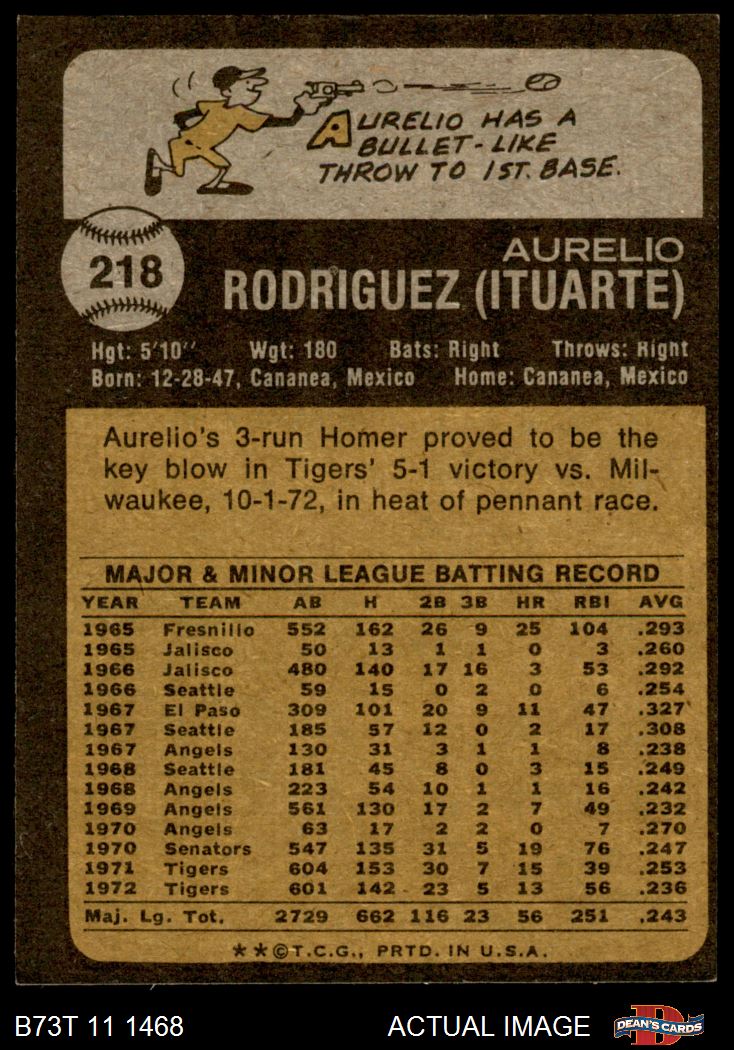 AURELIO HAS A
BULLET-LIKE
THROW TO 1ST. BASE.
218
AURELIO
RODRIGUEZ (ITUARTE)
Hgt: 5'10" Wgt: 180 Bats: Right Throws: Right
Born: 12-28-47, Cananea, Mexico Home: Cananea, Mexico
Aurelio's 3-run Homer proved to be the
key blow in Tigers' 5-1 victory vs. Mil-
waukee, 10-1-72, in heat of pennant race.
MAJOR & MINOR LEAGUE BATTING RECORD
YEAR TEAM AB H 2B 3B HR RBI AVG
1965 Fresnillo 552 162 26 9 25 104 .293
1965 Jalisco 50 13 1 1 0 3 .260
1966 Jalisco 480 140 17 16 3 53 .292
1966 Seattle 59 15 0 2 0 6 .254
1967 El Paso 309 101 20 9 11 47 .327
1967 Seattle 185 57 12 0 2 17 .308
1967 Angels 130 31 3 1 1 8 .238
1968 Seattle 181 45 8 0 3 15 .249
1968 Angels 223 54 10 1 1 16 .242
1969 Angels 561 130 17 2 7 49 .232
1970 Angels 63 17 2 2 0 7 .270
1970 Senators 547 135 31 5 19 76 .247
1971 Tigers 604 153 30 7 15 39 .253
1972 Tigers 601 142 23 5 13 56 .236
Maj. Lg. Tot. 2729 662 116 23 56 251 .243
**©T.C.G., PRTD. IN U.S.A.
B73T 11 1468 ACTUAL IMAGE D DEAN'S CARDS